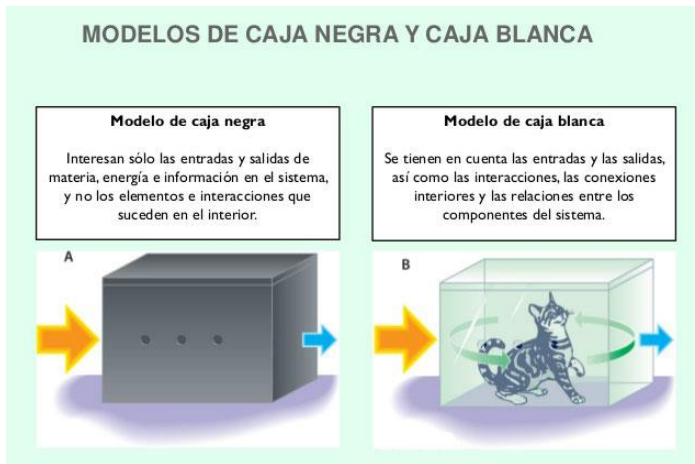 MODELOS DE CAJA NEGRA Y CAJA BLANCA
Modelo de caja negra
Interesan sólo las entradas y salidas de
materia, energía e información en el sistema,
y no los elementos e interacciones que
suceden en el interior.
Modelo de caja blanca
Se tienen en cuenta las entradas y las salidas,
así como las interacciones, las conexiones
interiores y las relaciones entre los
componentes del sistema.
A
B